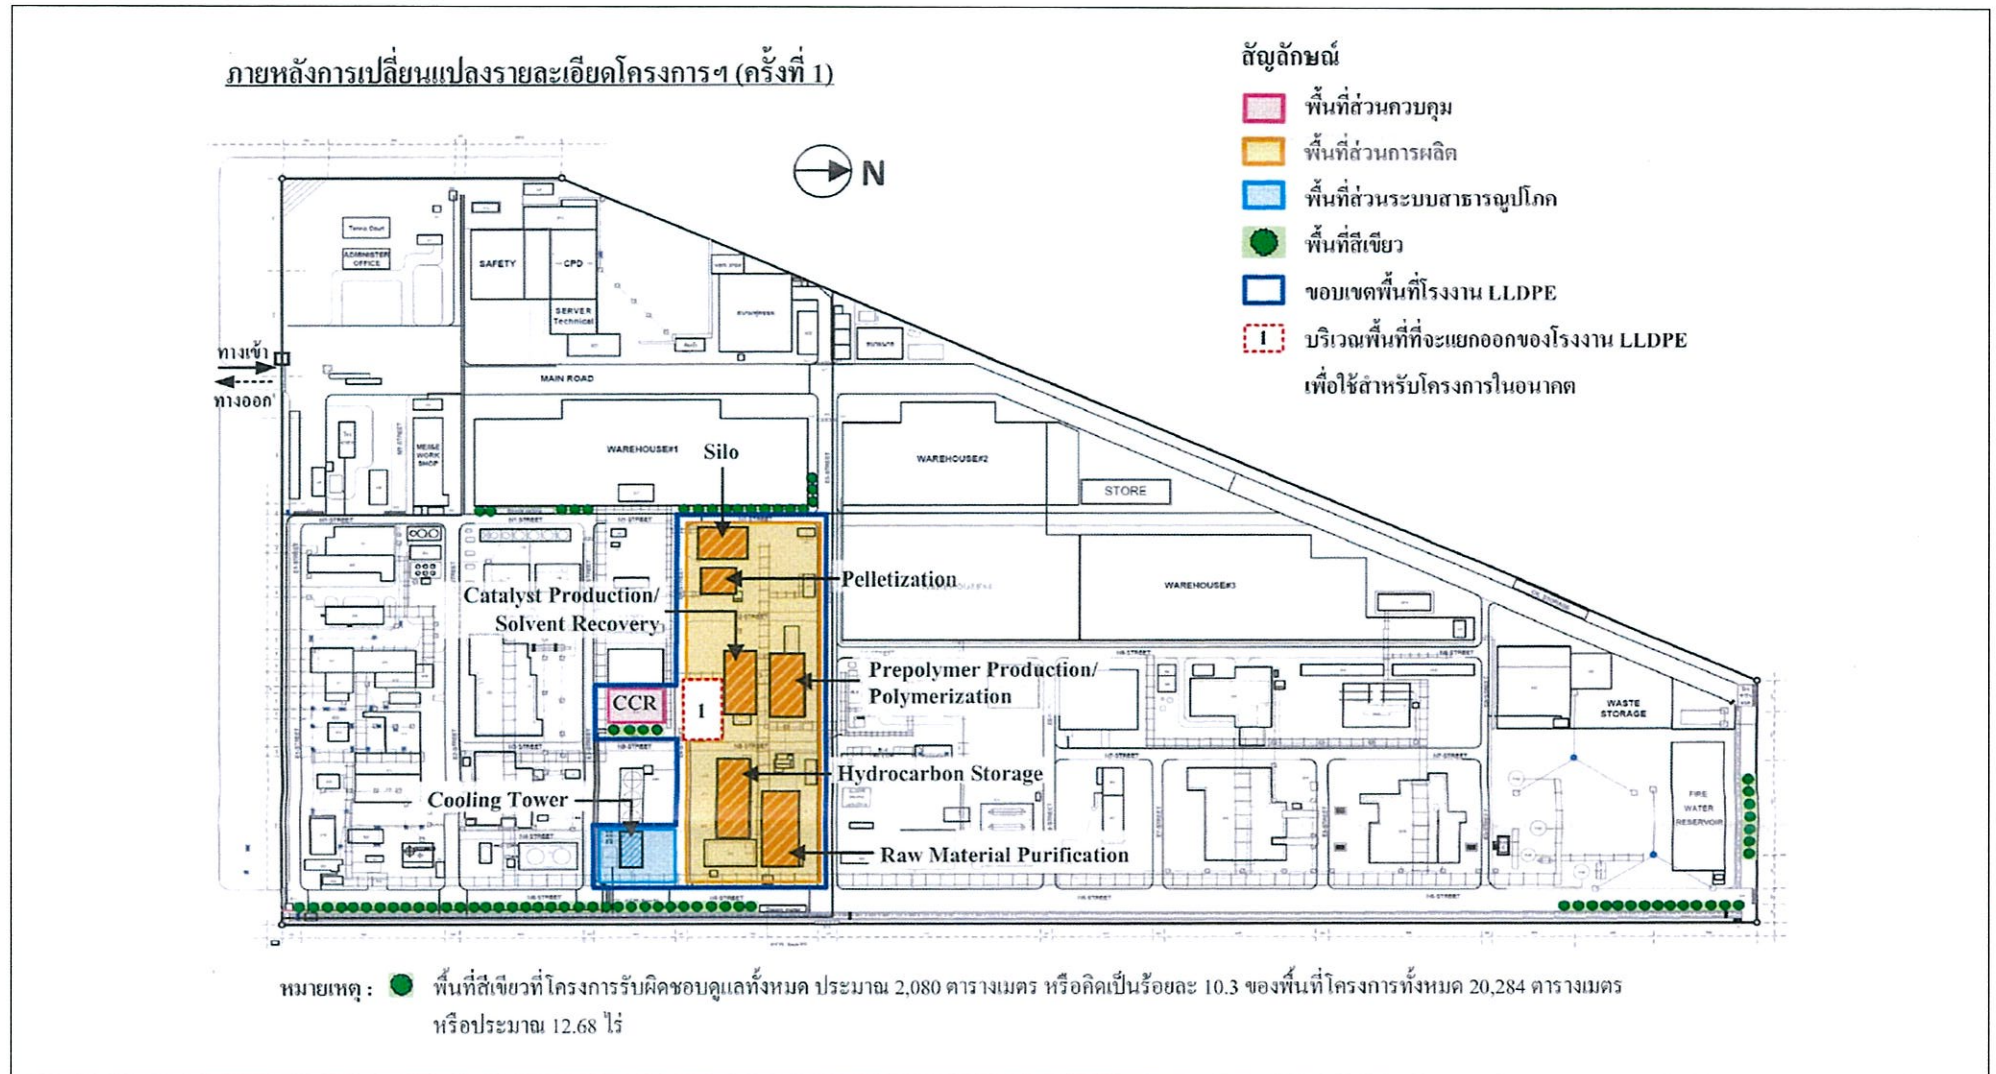 ภายหลังการเปลี่ยนแปลงรายละเอียดโครงการฯ (ครั้งที่ 1)
สัญลักษณ์
พื้นที่ส่วนควบคุม
พื้นที่ส่วนการผลิต
พื้นที่ส่วนระบบสาธารณูปโภค
พื้นที่สีเขียว
ขอบเขตพื้นที่โรงงาน LLDPE
1
บริเวณพื้นที่ที่จะแยกออกของโรงงาน LLDPE
เพื่อใช้สำหรับโครงการในอนาคต
N
Tennis Court
ADMINISTER
OFFICE
SAFETY
CPD
SERVER
Technical
ทางเข้า
ทางออก
MAIN ROAD
WORK
SHOP
WAREHOUSE#1
Silo
WAREHOUSE#2
STORE
Pelletization
WAREHOUSE#3
Catalyst Production/
Solvent Recovery
Prepolymer Production/
Polymerization
CCR
1
WASTE
STORAGE
Hydrocarbon Storage
Cooling Tower
FIRE
WATER
RESERVOIR
Raw Material Purification
หมายเหตุ :
พื้นที่สีเขียวที่โครงการรับผิดชอบดูแลทั้งหมด ประมาณ 2,080 ตารางเมตร หรือคิดเป็นร้อยละ 10.3 ของพื้นที่โครงการทั้งหมด 20,284 ตารางเมตร
หรือประมาณ 12.68 ไร่